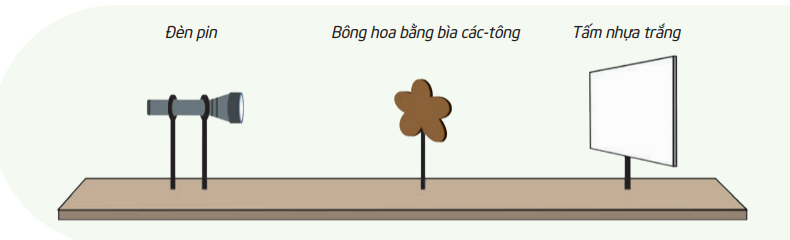 Đèn pin
Bông hoa bằng bìa các-tông
Tấm nhựa trắng